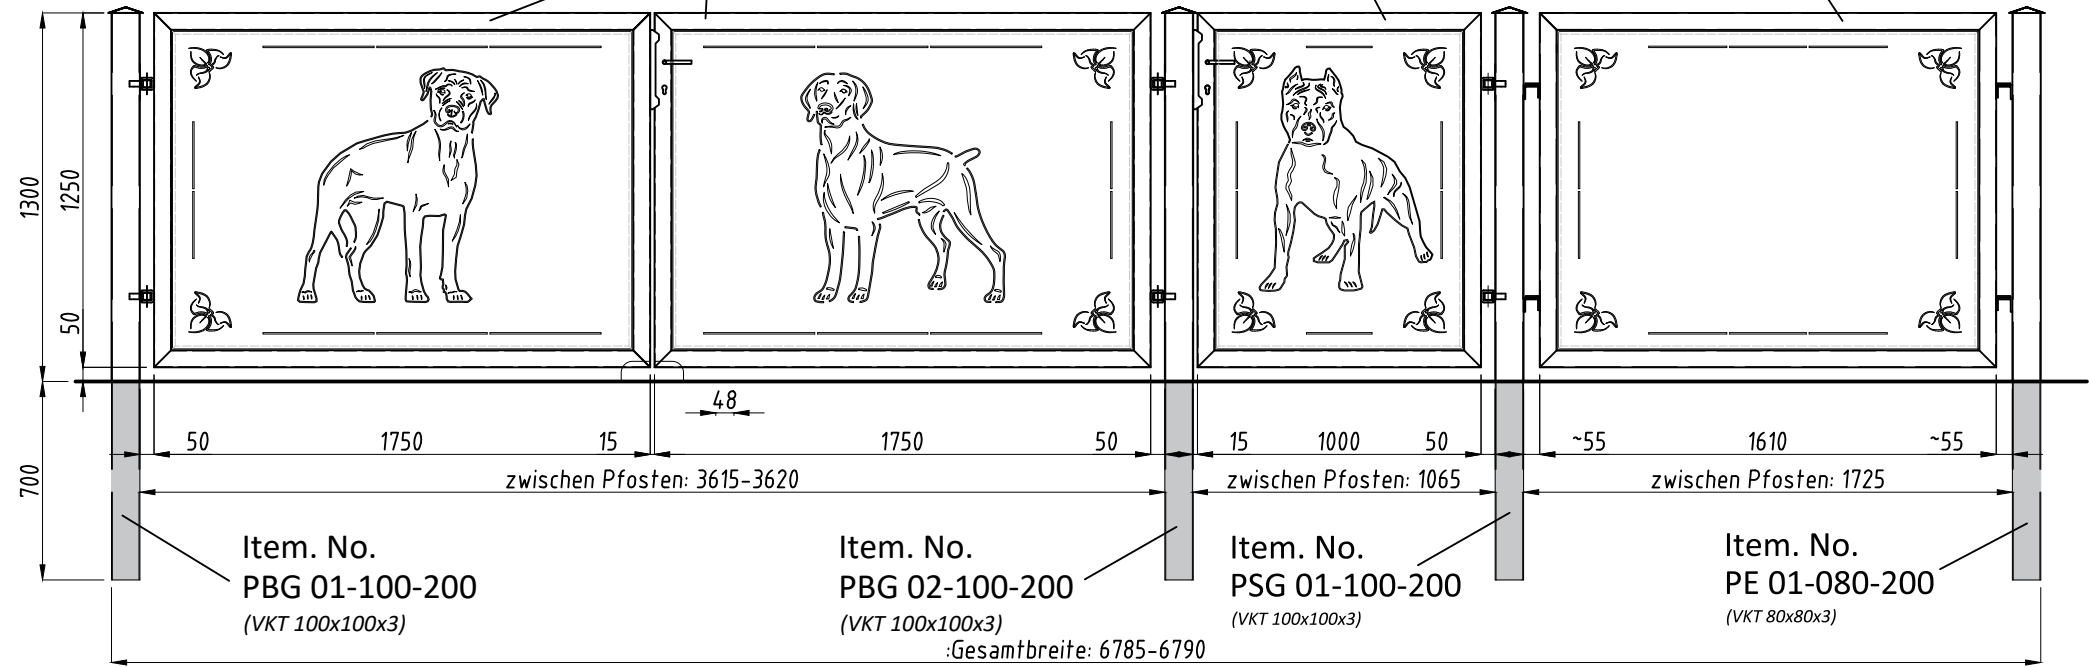 1300
1250
50
700
48
50 1750 15 1750 50 15 1000 50 ~55 1610 ~55
zwischen Pfosten: 3615-3620 zwischen Pfosten: 1065 zwischen Pfosten: 1725
Item. No.
PBG 01-100-200
(VKT 100x100x3)
Item. No.
PBG 02-100-200
(VKT 100x100x3)
Item. No.
PSG 01-100-200
(VKT 100x100x3)
Item. No.
PE 01-080-200
(VKT 80x80x3)
:Gesamtbreite: 6785-6790